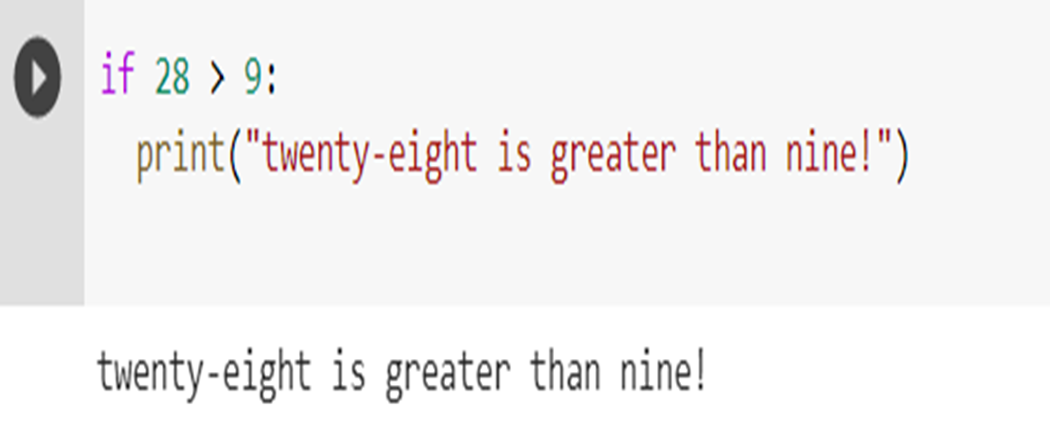 if 28 > 9:
  print("twenty-eight is greater than nine!")
twenty-eight is greater than nine!